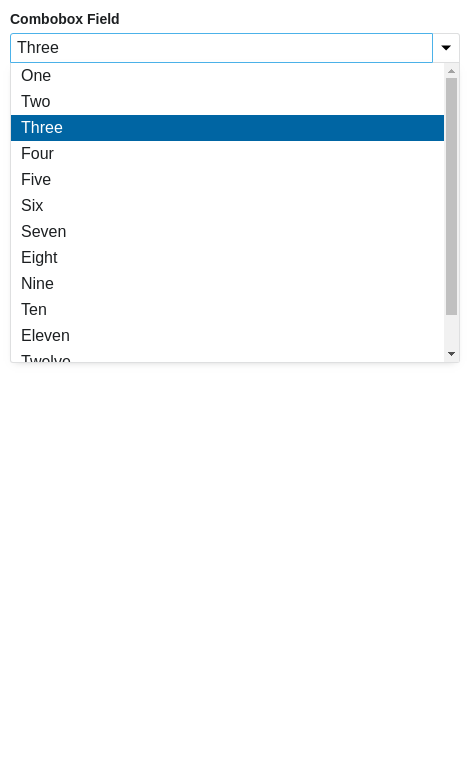 Combobox Field
Three
One
Two
Three
Four
Five
Six
Seven
Eight
Nine
Ten
Eleven
Twelve